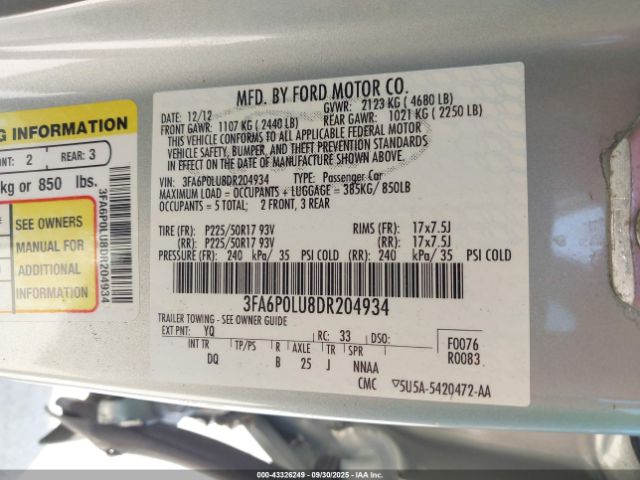 G INFORMATION
NT: 2 REAR: 3
kg or 850 lbs.
SEE OWNERS
MANUAL FOR
ADDITIONAL
INFORMATION
3FA6P0LU8DR204934
MFD. BY FORD MOTOR CO.
DATE: 12/12 GVWR: 2123 KG ( 4680 LB)
FRONT GAWR: 1107 KG ( 2440 LB) REAR GAWR: 1021 KG ( 2250 LB)
THIS VEHICLE CONFORMS TO ALL APPLICABLE FEDERAL MOTOR
VEHICLE SAFETY, BUMPER, AND THEFT PREVENTION STANDARDS
IN EFFECT ON THE DATE OF MANUFACTURE SHOWN ABOVE.
VIN: 3FA6P0LU8DR204934 TYPE: Passenger Car
MAXIMUM LOAD = OCCUPANTS + LUGGAGE = 385KG/ 850LB
OCCUPANTS = 5 TOTAL; 2 FRONT, 3 REAR
TIRE (FR): P225/50R17 93V RIMS (FR): 17x7.5J
(RR): P225/50R17 93V (RR): 17x7.5J
PRESSURE (FR): 240 kPa/ 35 PSI COLD (RR): 240 kPa/ 35 PSI COLD
3FA6P0LU8DR204934
TRAILER TOWING - SEE OWNER GUIDE
EXT PNT: YQ RC: 33 DSO: F0076
INT TR TP/PS R AXLE TR SPR R0083
DQ B 25 J NNAA
CMC ▽5U5A-5420472-AA
000-43326249 - 09/30/2025 - IAA Inc.